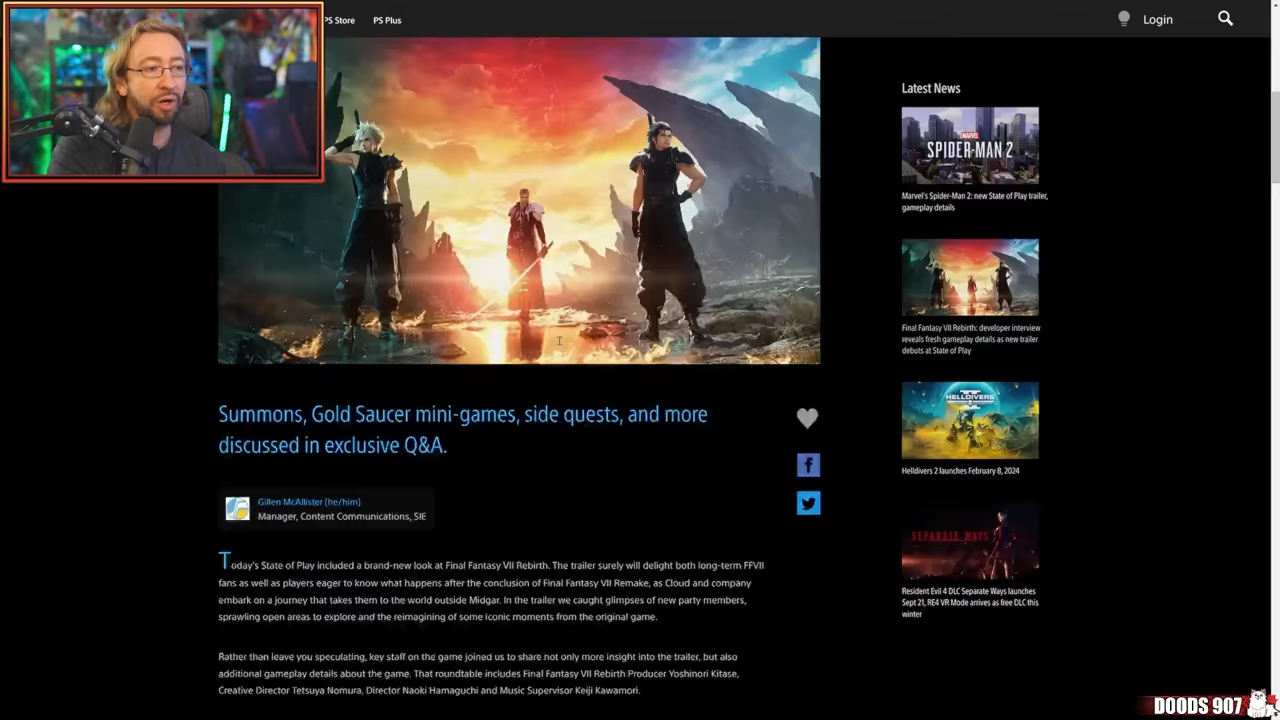 PS Store
PS Plus
Login
Latest News
MARVEL
SPIDER-MAN 2
Marvel's Spider-Man 2: new State of Play trailer,
gameplay details
Final Fantasy VII Rebirth: developer interview
reveals fresh gameplay details as new trailer
debuts at State of Play
HELLDIVERS
Helldivers 2 launches February 8, 2024
SEPARATE WAYS
Resident Evil 4 DLC Separate Ways launches
Sept 21, RE4 VR Mode arrives as free DLC this
winter
Summons, Gold Saucer mini-games, side quests, and more
discussed in exclusive Q&A.
Gillen McAllister (he/him)
Manager, Content Communications, SIE
Today's State of Play included a brand-new look at Final Fantasy VII Rebirth. The trailer surely will delight both long-term FFVII
fans as well as players eager to know what happens after the conclusion of Final Fantasy VII Remake, as Cloud and company
embark on a journey that takes them to the world outside Midgar. In the trailer we caught glimpses of new party members,
sprawling open areas to explore and the reimagining of some iconic moments from the original game.
Rather than leave you speculating, key staff on the game joined us to share not only more insight into the trailer, but also
additional gameplay details about the game. That roundtable includes Final Fantasy VII Rebirth Producer Yoshinori Kitase,
Creative Director Tetsuya Nomura, Director Naoki Hamaguchi and Music Supervisor Keiji Kawamori.
DOODS 907